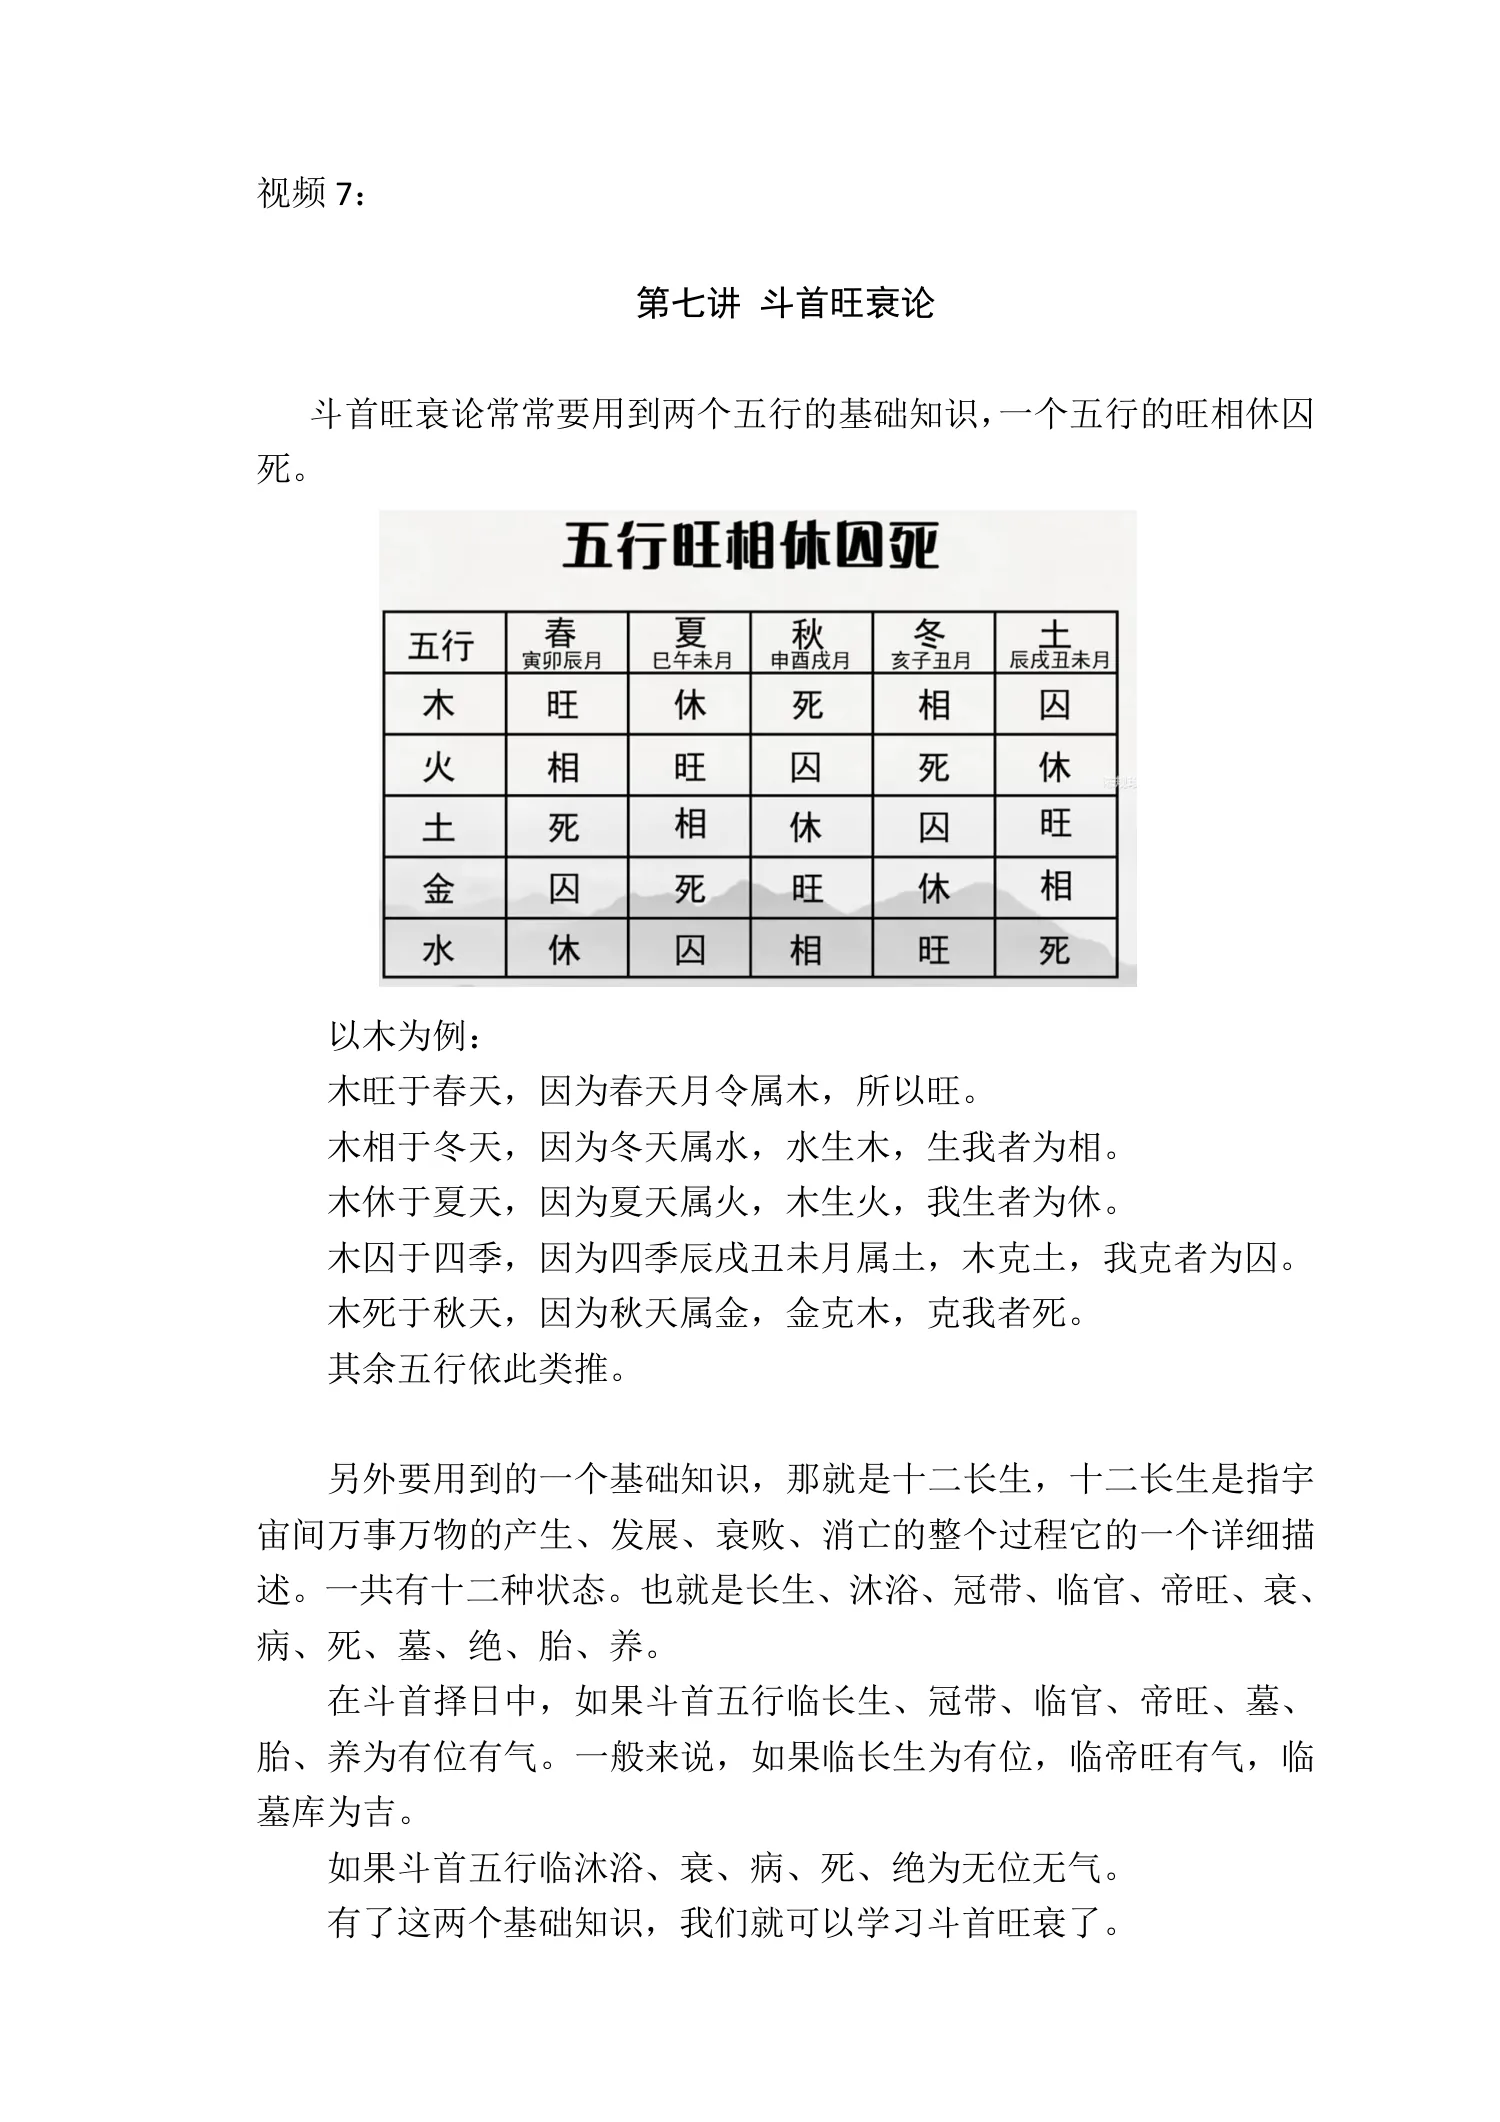 视频 7：
第七讲 斗首旺衰论
斗首旺衰论常常要用到两个五行的基础知识，一个五行的旺相休囚
死。
五行旺相休囚死
五行 春 夏 秋 冬 土
寅卯辰月 巳午未月 申酉戌月 亥子丑月 辰戌丑未月
木 旺 休 死 相 囚
火 相 旺 囚 死 休
土 死 相 休 囚 旺
金 囚 死 旺 休 相
水 休 囚 相 旺 死
以木为例：
木旺于春天，因为春天月令属木，所以旺。
木相于冬天，因为冬天属水，水生木，生我者为相。
木休于夏天，因为夏天属火，木生火，我生者为休。
木囚于四季，因为四季辰戌丑未月属土，木克土，我克者为囚。
木死于秋天，因为秋天属金，金克木，克我者死。
其余五行依此类推。
另外要用到的一个基础知识，那就是十二长生，十二长生是指宇
宙间万事万物的产生、发展、衰败、消亡的整个过程它的一个详细描
述。一共有十二种状态。也就是长生、沐浴、冠带、临官、帝旺、衰、
病、死、墓、绝、胎、养。
在斗首择日中，如果斗首五行临长生、冠带、临官、帝旺、墓、
胎、养为有位有气。一般来说，如果临长生为有位，临帝旺有气，临
墓库为吉。
如果斗首五行临沐浴、衰、病、死、绝为无位无气。
有了这两个基础知识，我们就可以学习斗首旺衰了。